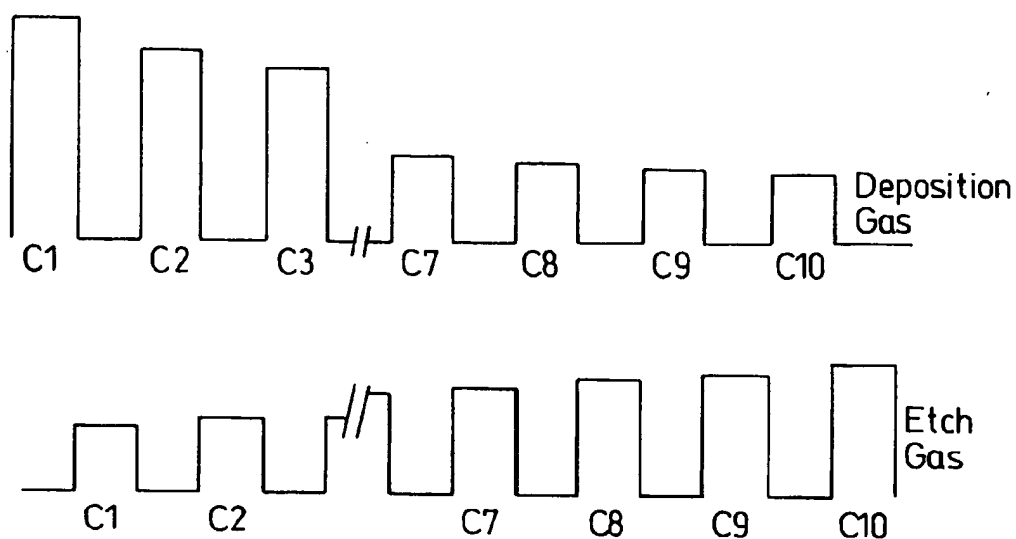 C1 C2 C3 C7 C8 C9 C10
Deposition
Gas
C1 C2 C7 C8 C9 C10
Etch
Gas